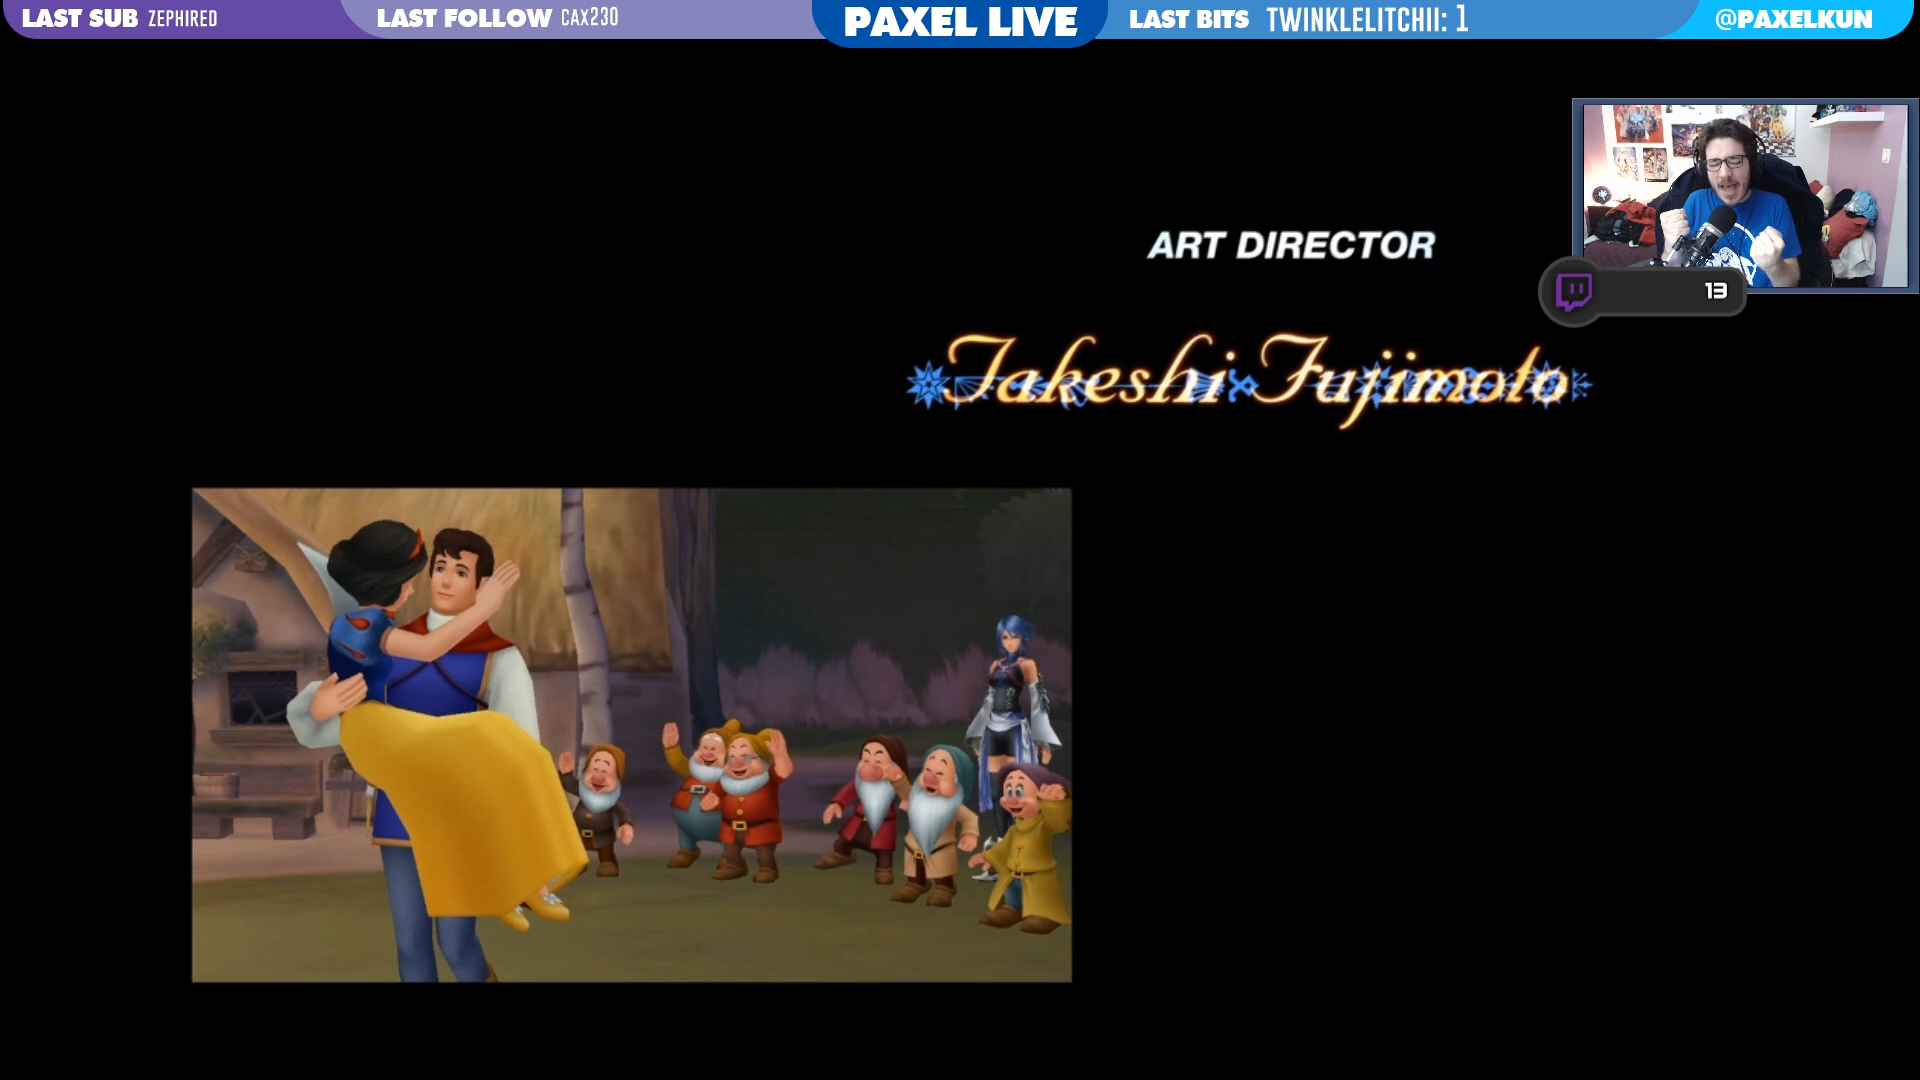 LAST SUB ZEPHIRED
LAST FOLLOW CAX230
PAXEL LIVE
LAST BITS TWINKLELITCHII: 1
@PAXELKUN
ART DIRECTOR
13
Takeshi Fujimoto